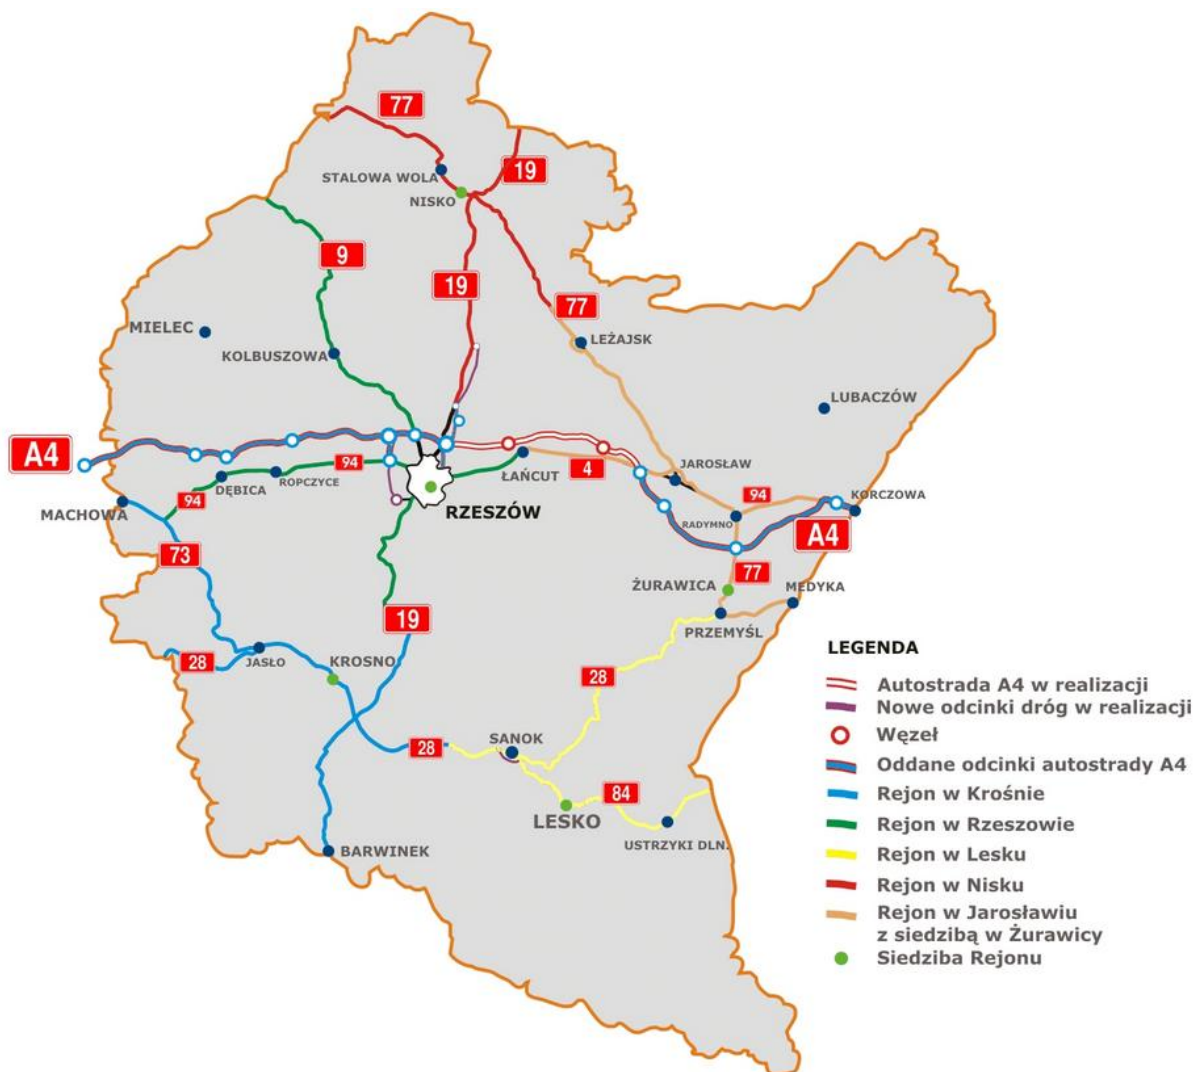 77
STALOWA WOLA
19
NISKO
9
19
77
MIELEC
KOLBUSZOWA
LEŻAJSK
LUBACZÓW
A4
94
ŁAŃCUT
4
JAROSŁAW
DĘBICA
ROPCZYCE
94
94
KORCZOWA
MACHOWA
RZESZÓW
RADYMNO
A4
73
77
ŻURAWICA
MEDYKA
19
PRZEMYŚL
28
JASŁO
KROSNO
28
SANOK
28
84
LESKO
USTRZYKI DLN.
BARWINEK
LEGENDA
Autostrada A4 w realizacji
Nowe odcinki dróg w realizacji
Węzeł
Oddane odcinki autostrady A4
Rejon w Krośnie
Rejon w Rzeszowie
Rejon w Lesku
Rejon w Nisku
Rejon w Jarosławiu
z siedzibą w Żurawicy
Siedziba Rejonu